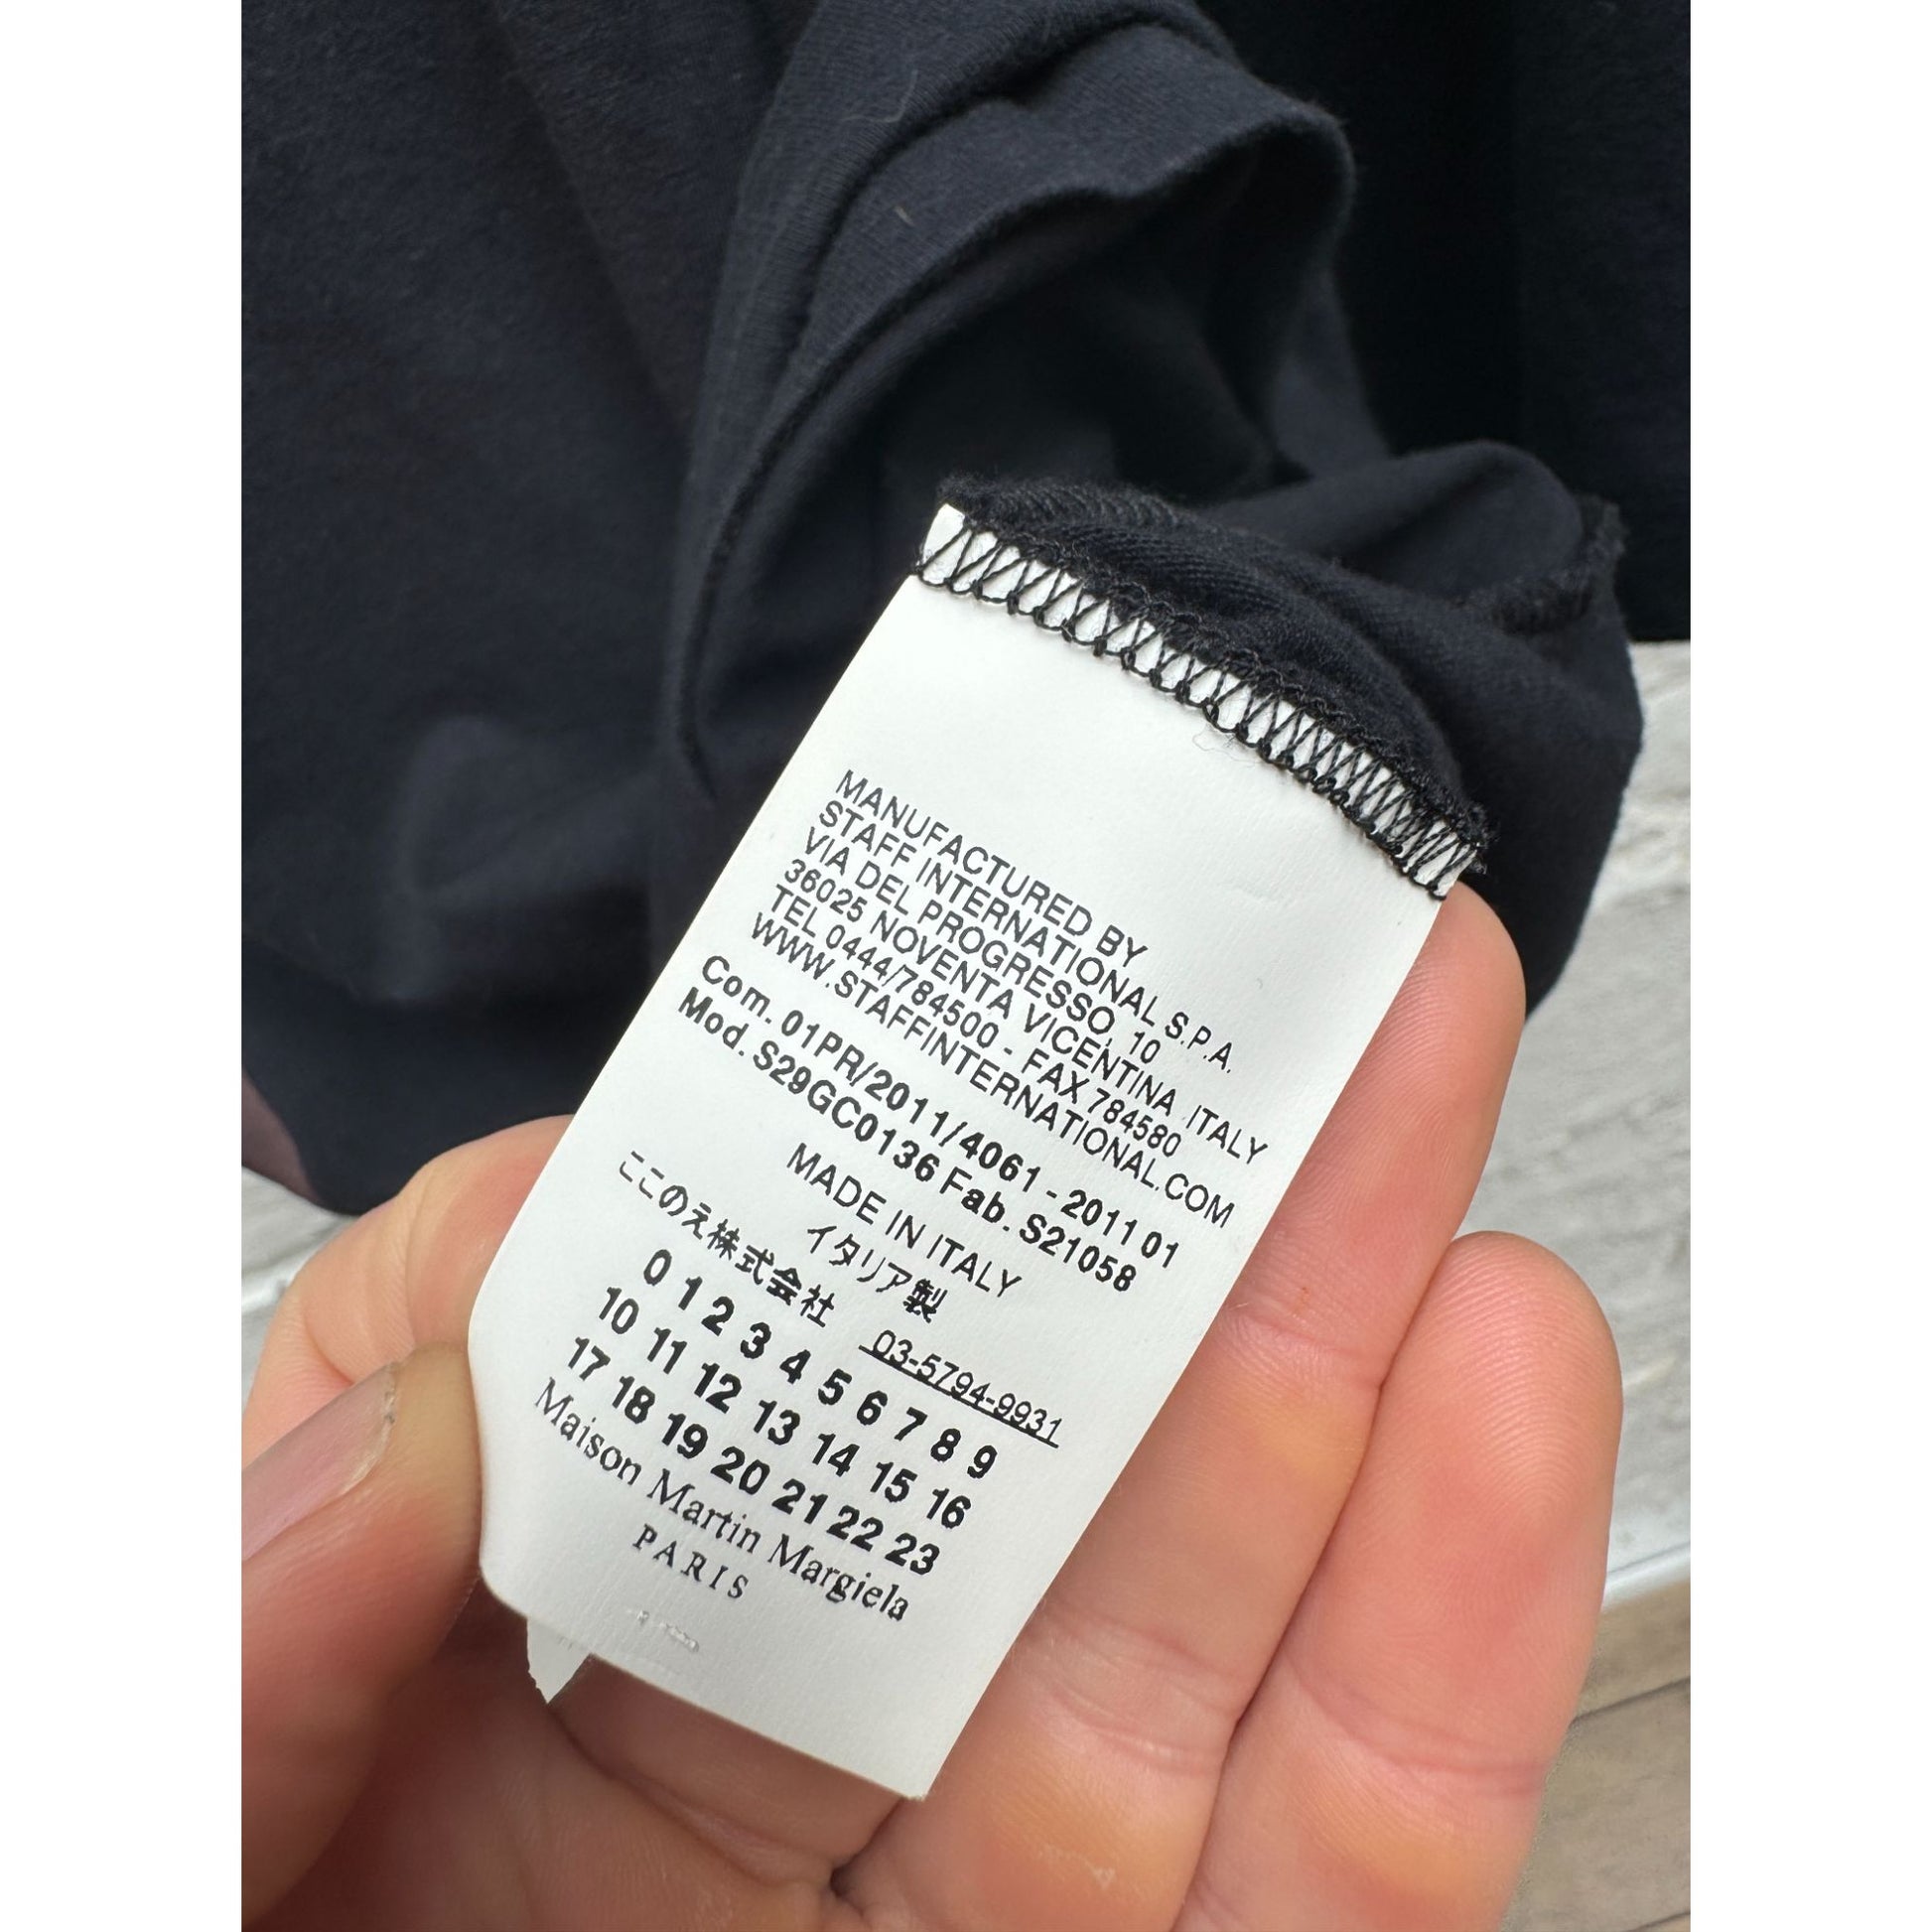 MANUFACTURED BY
STAFF INTERNATIONAL S.P.A.
VIA DEL PROGRESSO, 10
36025 NOVENTA VICENTINA ITALY
TEL 0444/784500 - FAX 784580
WWW.STAFFINTERNATIONAL.COM
Com. 01PR/2011/4061 - 2011 01
Mod. S29GC0136 Fab. S21058
MADE IN ITALY
イタリア製
ここのえ株式会社 03-5794-9931
0 1 2 3 4 5 6 7 8 9
10 11 12 13 14 15 16
17 18 19 20 21 22 23
Maison Martin Margiela
PARIS